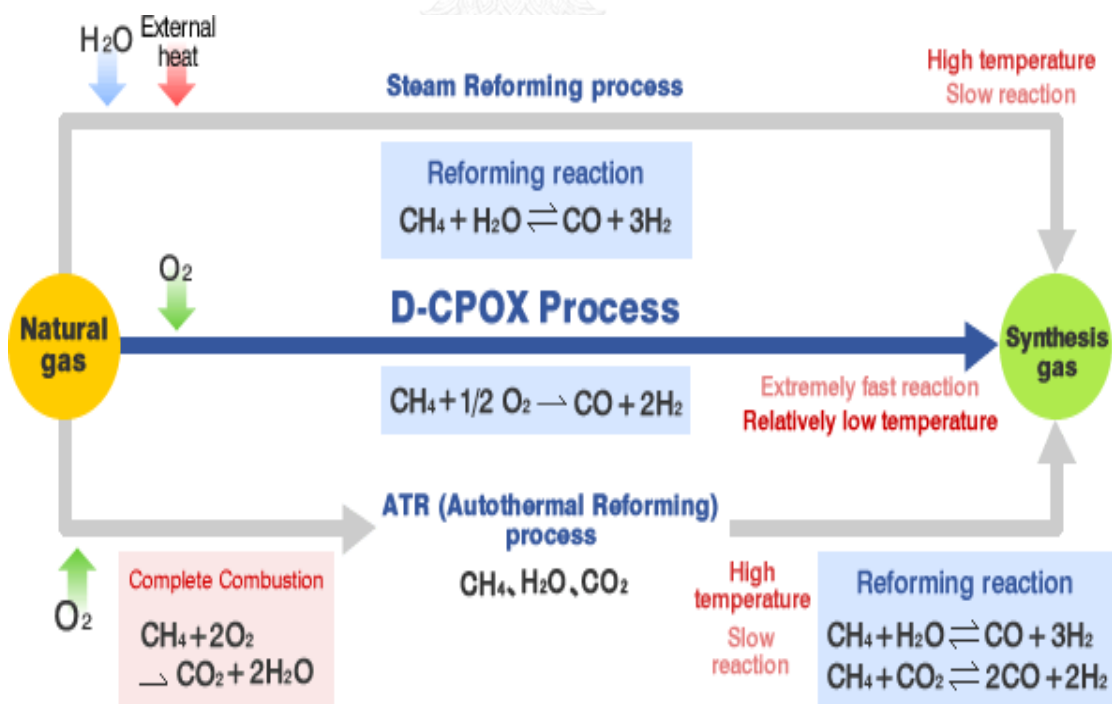 H₂O
External
heat
High temperature
Slow reaction
Steam Reforming process
Reforming reaction
CH₄ + H₂O ⇌ CO + 3H₂
O₂
D-CPOX Process
Natural
gas
Synthesis
gas
CH₄ + 1/2 O₂ → CO + 2H₂
Extremely fast reaction
Relatively low temperature
ATR (Autothermal Reforming)
process
CH₄、H₂O、CO₂
O₂
Complete Combustion
CH₄ + 2O₂
→ CO₂ + 2H₂O
High
temperature
Slow
reaction
Reforming reaction
CH₄ + H₂O ⇌ CO + 3H₂
CH₄ + CO₂ ⇌ 2CO + 2H₂